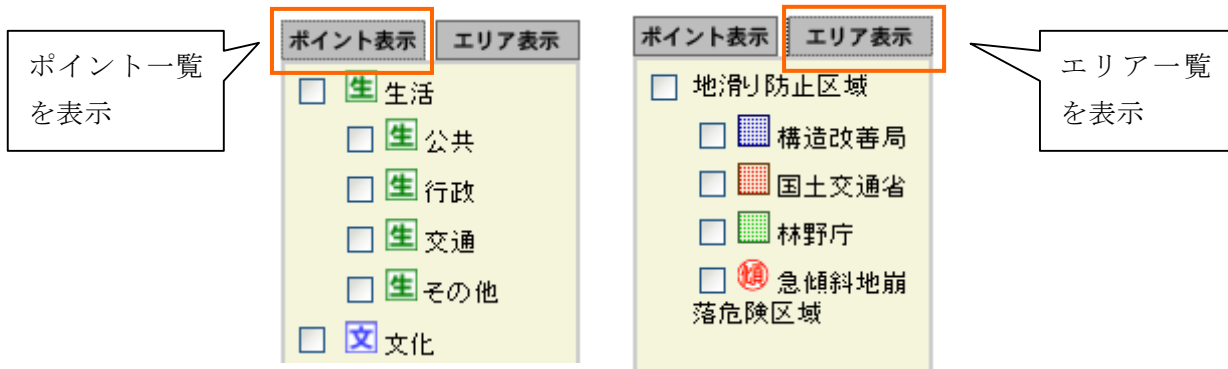 ポイント一覧
を表示
ポイント表示 エリア表示
生 生活
生 公共
生 行政
生 交通
生 その他
文 文化
ポイント表示 エリア表示
地滑り防止区域
構造改善局
国土交通省
林野庁
傾 急傾斜地崩
落危険区域
エリア一覧
を表示